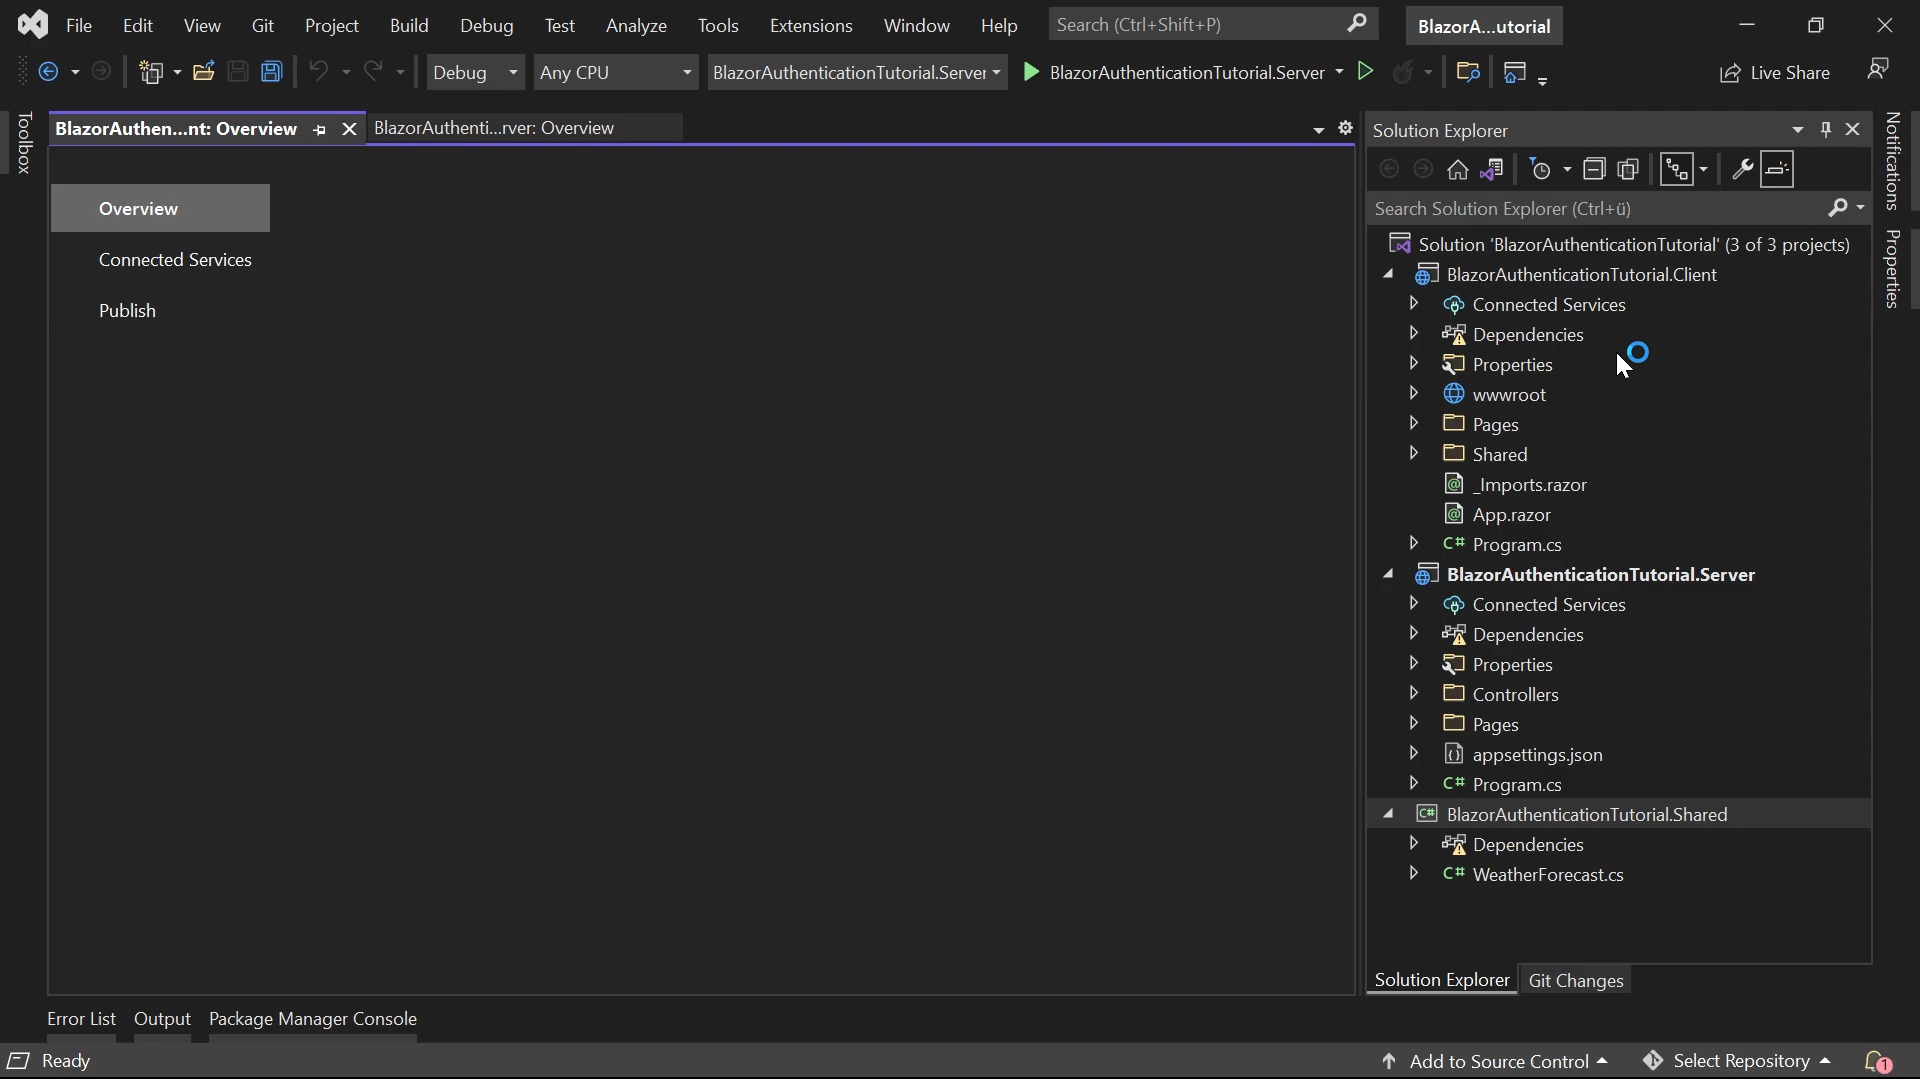 File Edit View Git Project Build Debug Test Analyze Tools Extensions Window Help Search (Ctrl+Shift+P) BlazorA...utorial
Debug Any CPU BlazorAuthenticationTutorial.Server BlazorAuthenticationTutorial.Server Live Share
Toolbox
BlazorAuthen...nt: Overview BlazorAuthenti...rver: Overview
Overview
Connected Services
Publish
Solution Explorer
Search Solution Explorer (Ctrl+ü)
Solution 'BlazorAuthenticationTutorial' (3 of 3 projects)
BlazorAuthenticationTutorial.Client
Connected Services
Dependencies
Properties
wwwroot
Pages
Shared
_Imports.razor
App.razor
C# Program.cs
BlazorAuthenticationTutorial.Server
Connected Services
Dependencies
Properties
Controllers
Pages
appsettings.json
C# Program.cs
C# BlazorAuthenticationTutorial.Shared
Dependencies
C# WeatherForecast.cs
Solution Explorer Git Changes
Notifications
Properties
Error List Output Package Manager Console
Ready Add to Source Control Select Repository 1